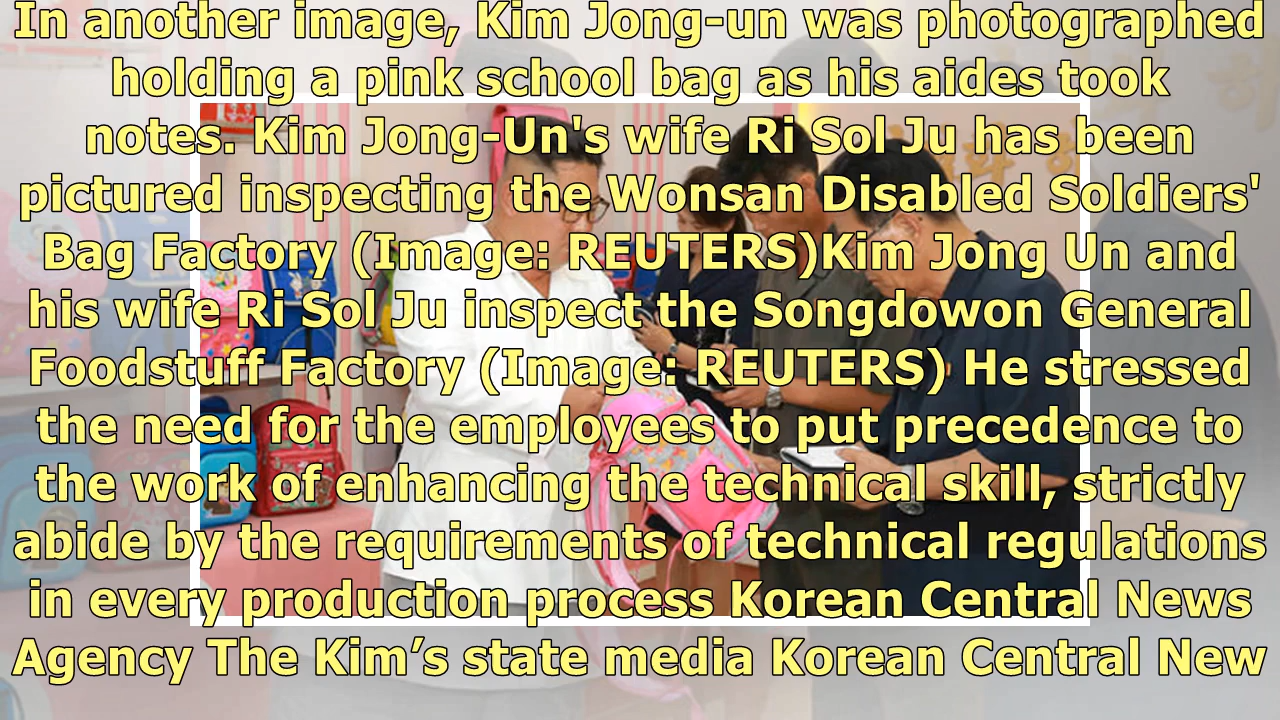 In another image, Kim Jong-un was photographed
holding a pink school bag as his aides took
notes. Kim Jong-Un's wife Ri Sol Ju has been
pictured inspecting the Wonsan Disabled Soldiers'
Bag Factory (Image: REUTERS)Kim Jong Un and
his wife Ri Sol Ju inspect the Songdowon General
Foodstuff Factory (Image: REUTERS) He stressed
the need for the employees to put precedence to
the work of enhancing the technical skill, strictly
abide by the requirements of technical regulations
in every production process Korean Central News
Agency The Kim’s state media Korean Central New